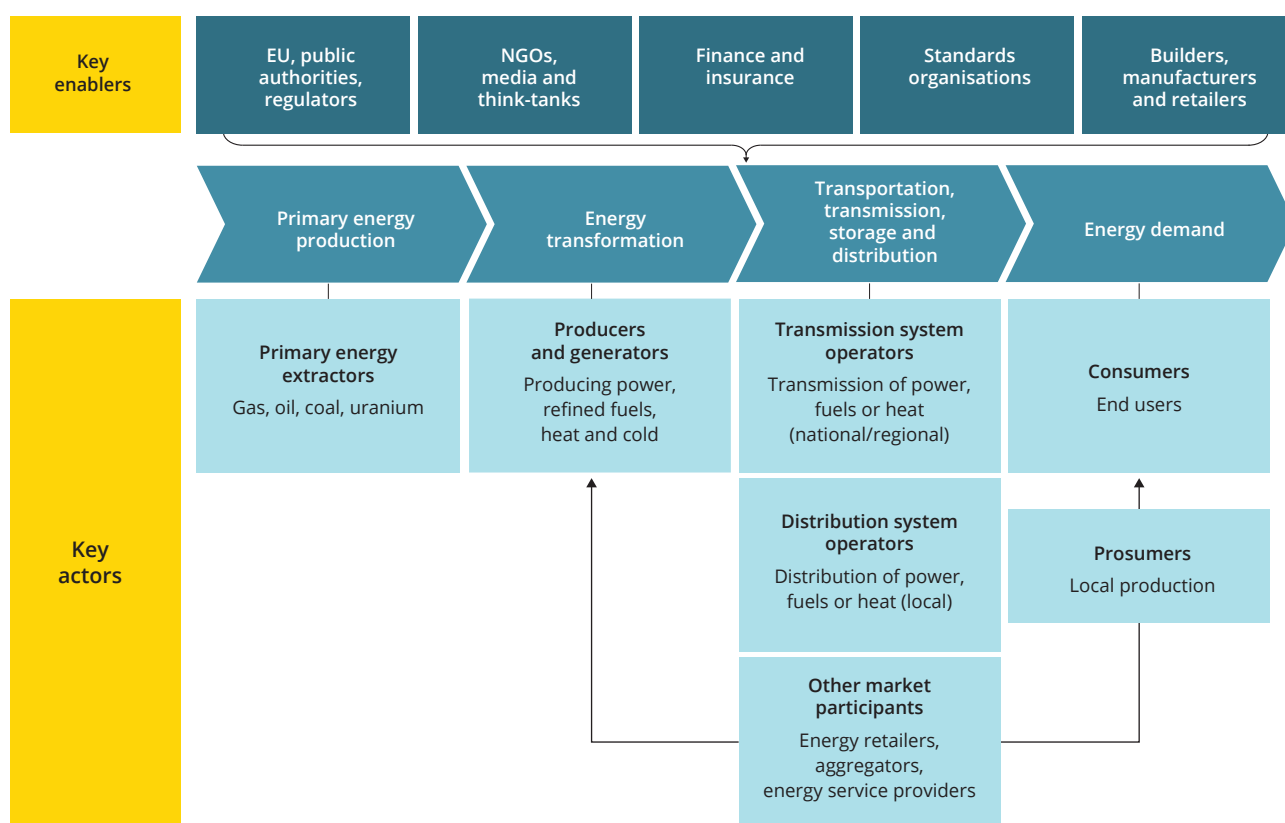 Key
enablers
EU, public
authorities,
regulators
NGOs,
media and
think-tanks
Finance and
insurance
Standards
organisations
Builders,
manufacturers
and retailers
Primary energy
production
Energy
transformation
Transportation,
transmission,
storage and
distribution
Energy demand
Key
actors
Primary energy
extractors
Gas, oil, coal, uranium
Producers
and generators
Producing power,
refined fuels,
heat and cold
Transmission system
operators
Transmission of power,
fuels or heat
(national/regional)
Consumers
End users
Distribution system
operators
Distribution of power,
fuels or heat (local)
Prosumers
Local production
Other market
participants
Energy retailers,
aggregators,
energy service providers